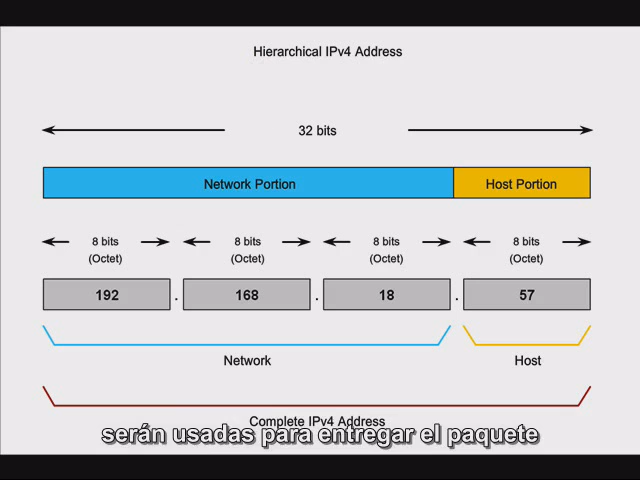 Hierarchical IPv4 Address
32 bits
Network Portion Host Portion
8 bits 8 bits 8 bits 8 bits
(Octet) (Octet) (Octet) (Octet)
192 . 168 . 18 . 57
Network Host
Complete IPv4 Address
serán usadas para entregar el paquete